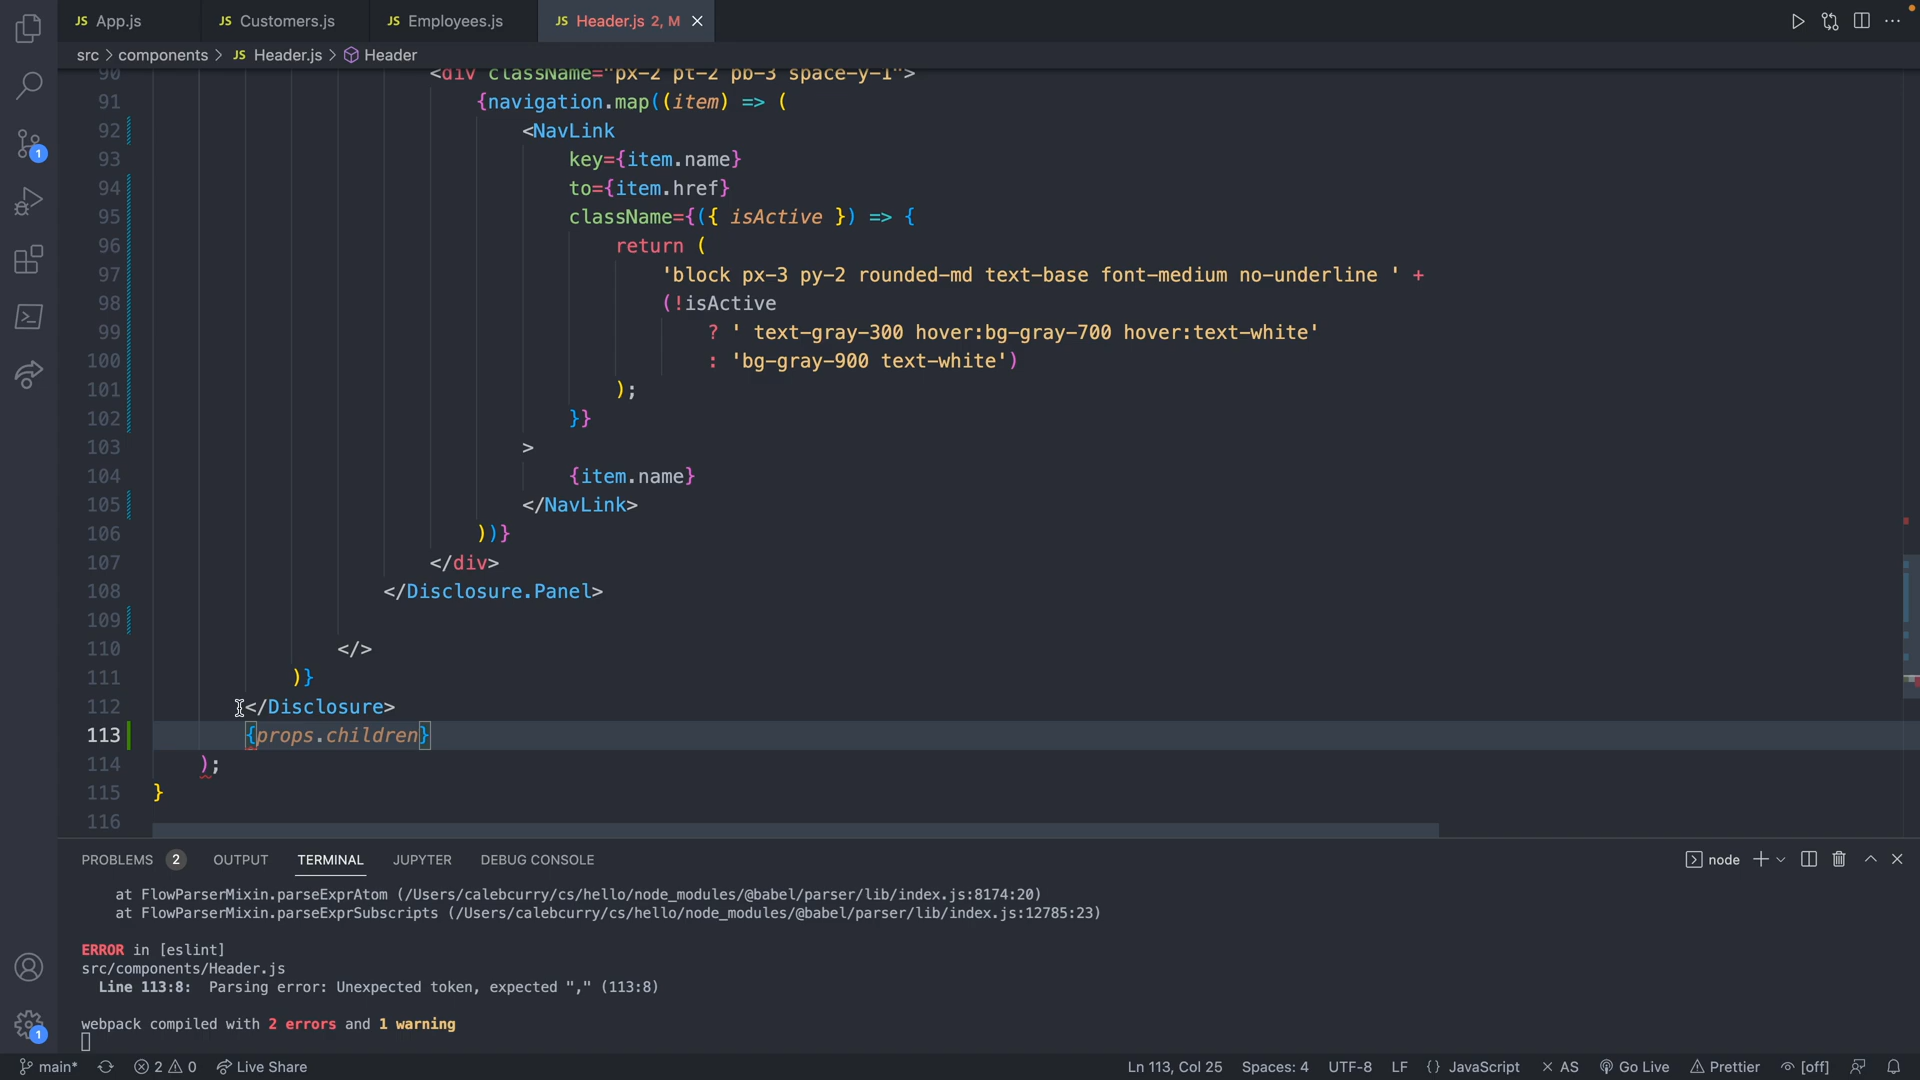 JS App.js JS Customers.js JS Employees.js JS Header.js 2, M
src > components > JS Header.js > Header
90 <div className="px-2 pt-2 pb-3 space-y-1">
91 {navigation.map((item) => (
92 <NavLink
93 key={item.name}
94 to={item.href}
95 className={({ isActive }) => {
96 return (
97 'block px-3 py-2 rounded-md text-base font-medium no-underline ' +
98 (!isActive
99 ? ' text-gray-300 hover:bg-gray-700 hover:text-white'
100 : 'bg-gray-900 text-white')
101 );
102 }}
103 >
104 {item.name}
105 </NavLink>
106 ))}
107 </div>
108 </Disclosure.Panel>
109
110 </>
111 )}
112 </Disclosure>
113 {props.children}
114 );
115 }
116
PROBLEMS 2 OUTPUT TERMINAL JUPYTER DEBUG CONSOLE node
at FlowParserMixin.parseExprAtom (/Users/calebcurry/cs/hello/node_modules/@babel/parser/lib/index.js:8174:20)
at FlowParserMixin.parseExprSubscripts (/Users/calebcurry/cs/hello/node_modules/@babel/parser/lib/index.js:12785:23)
ERROR in [eslint]
src/components/Header.js
Line 113:8: Parsing error: Unexpected token, expected "," (113:8)
webpack compiled with 2 errors and 1 warning
main* 2 0 Live Share Ln 113, Col 25 Spaces: 4 UTF-8 LF {} JavaScript × AS Go Live Prettier [off]
1
1